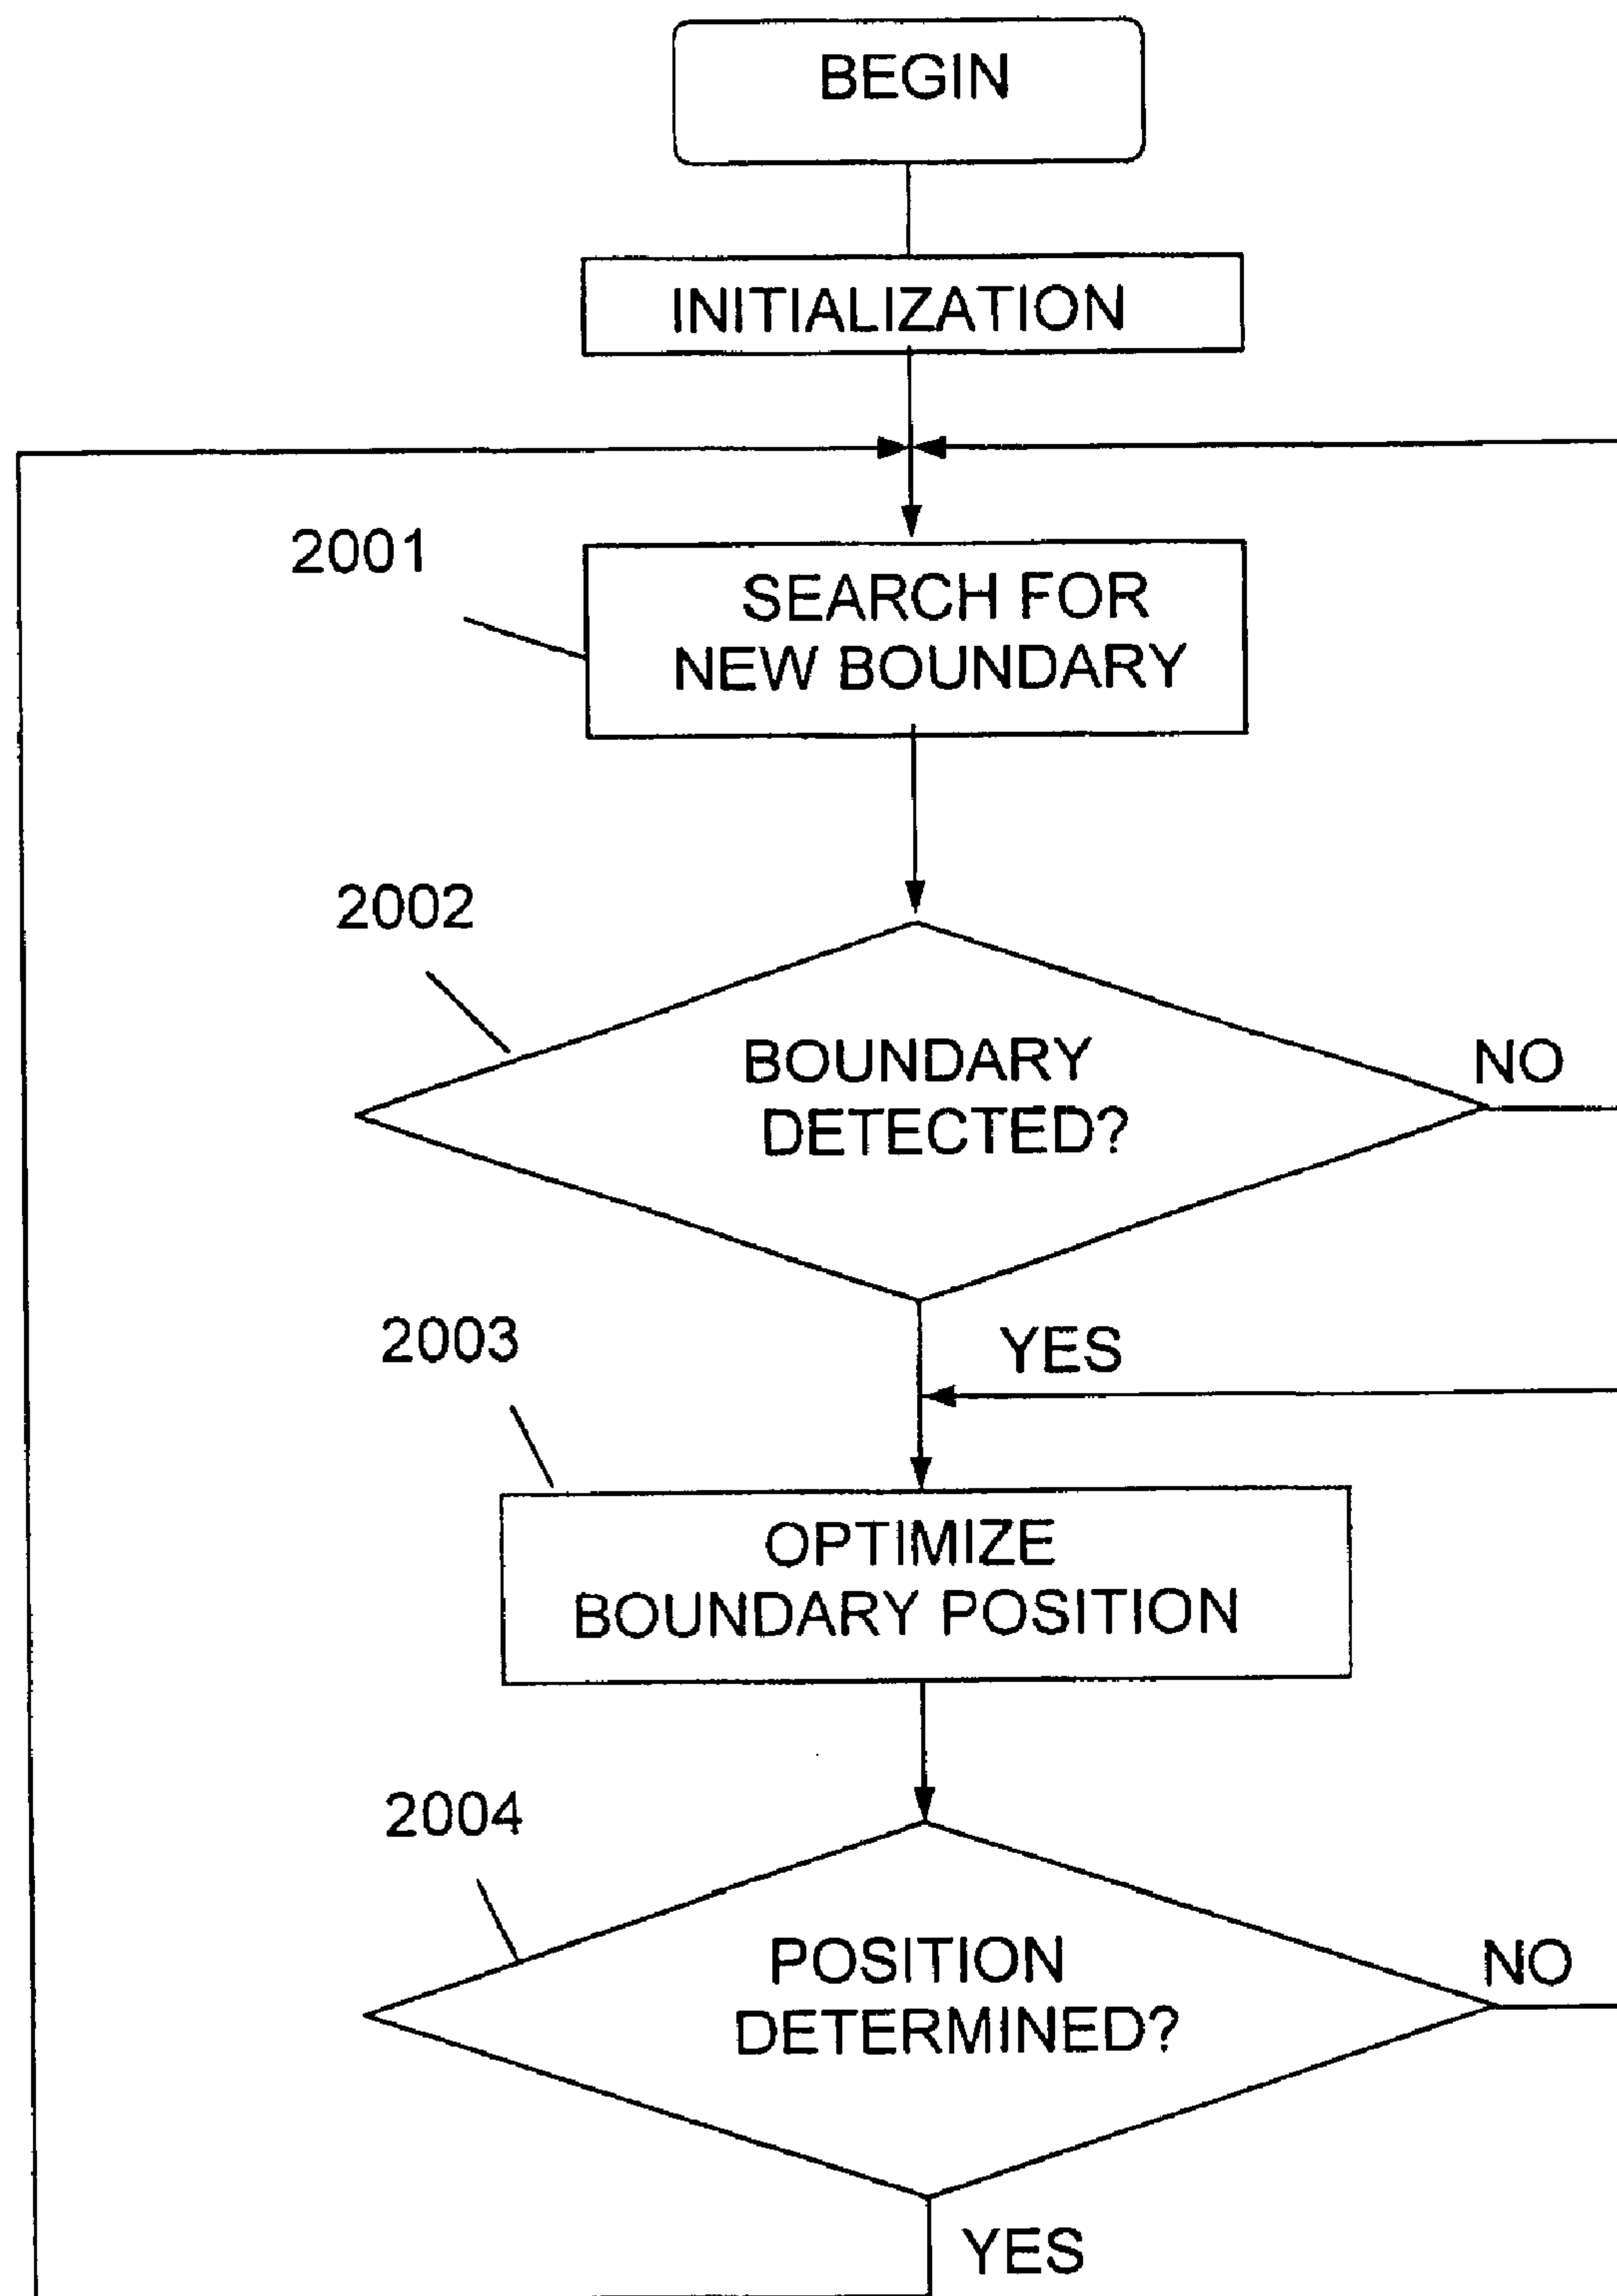 BEGIN
INITIALIZATION
2001
SEARCH FOR
NEW BOUNDARY
2002
BOUNDARY
DETECTED?
NO
2003
YES
OPTIMIZE
BOUNDARY POSITION
2004
POSITION
DETERMINED?
NO
YES